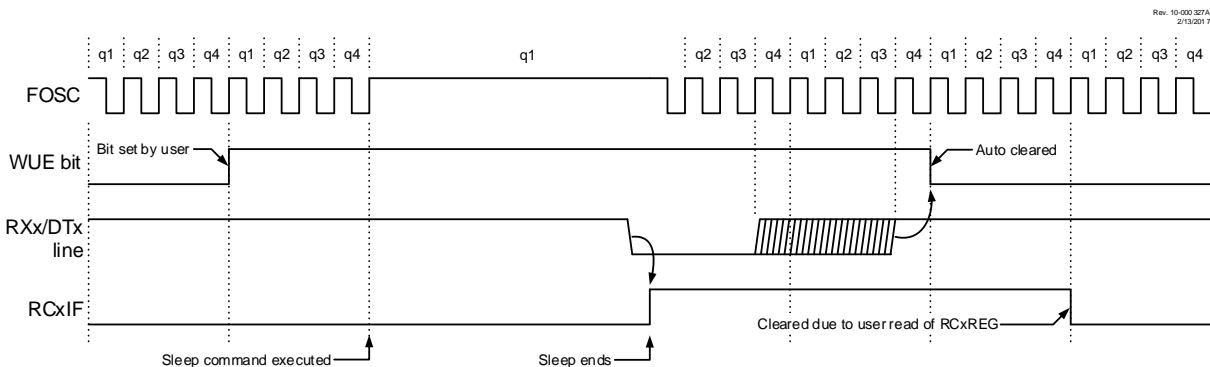 Rev. 10-000327A
2/13/2017
q1 q2 q3 q4 q1 q2 q3 q4 q1 q2 q3 q4 q1 q2 q3 q4 q1 q2 q3 q4 q1 q2 q3 q4
FOSC
Bit set by user
Auto cleared
WUE bit
RXx/DTx
line
RCxIF
Cleared due to user read of RCxREG
Sleep command executed
Sleep ends